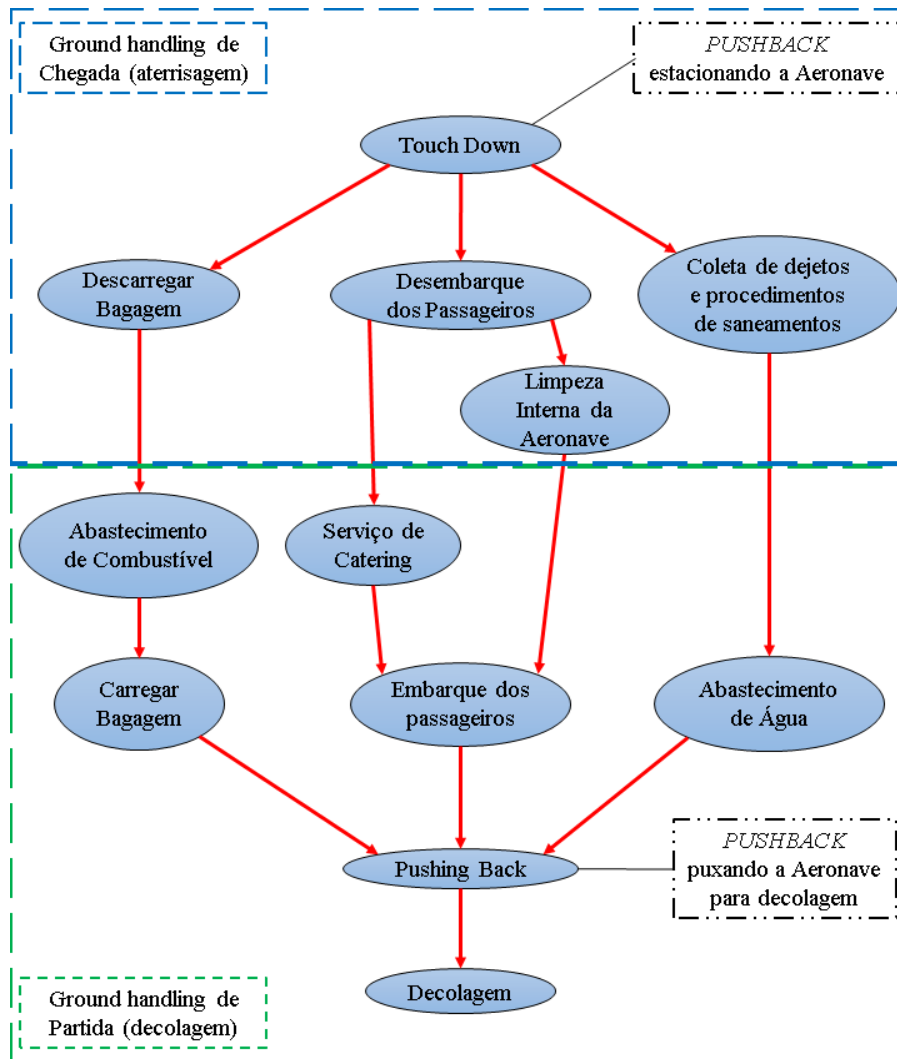 Ground handling de
Chegada (aterrisagem)
PUSHBACK
estacionando a Aeronave
Touch Down
Descarregar
Bagagem
Desembarque
dos Passageiros
Coleta de dejetos
e procedimentos
de saneamentos
Limpeza
Interna da
Aeronave
Abastecimento
de Combustível
Serviço de
Catering
Carregar
Bagagem
Embarque dos
passageiros
Abastecimento
de Água
Pushing Back
PUSHBACK
puxando a Aeronave
para decolagem
Decolagem
Ground handling de
Partida (decolagem)